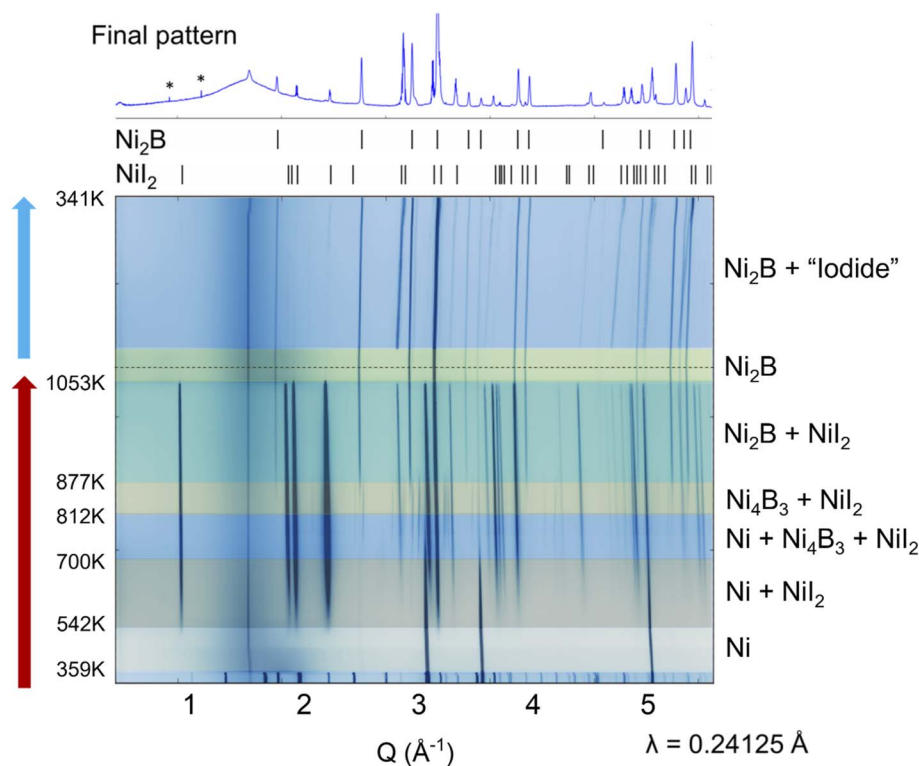 Final pattern
* *
Ni₂B
NiI₂
341K
Ni₂B + “Iodide”
Ni₂B
1053K
Ni₂B + NiI₂
877K
Ni₄B₃ + NiI₂
812K
Ni + Ni₄B₃ + NiI₂
700K
Ni + NiI₂
542K
Ni
359K
1 2 3 4 5
Q (Å⁻¹)
λ = 0.24125 Å